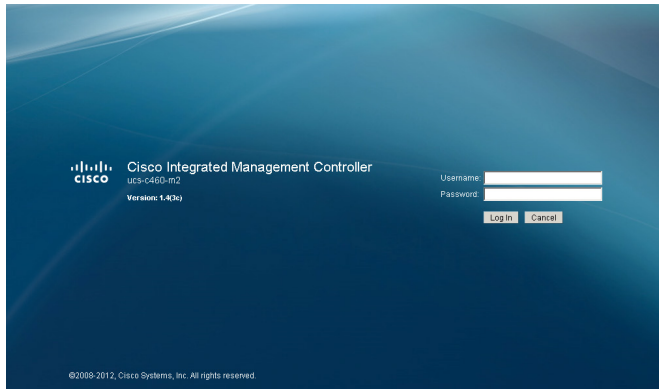 CISCO
Cisco Integrated Management Controller
ucs-c460-m2
Version: 1.4(3c)
Username:
Password:
Log In Cancel
©2008-2012, Cisco Systems, Inc. All rights reserved.